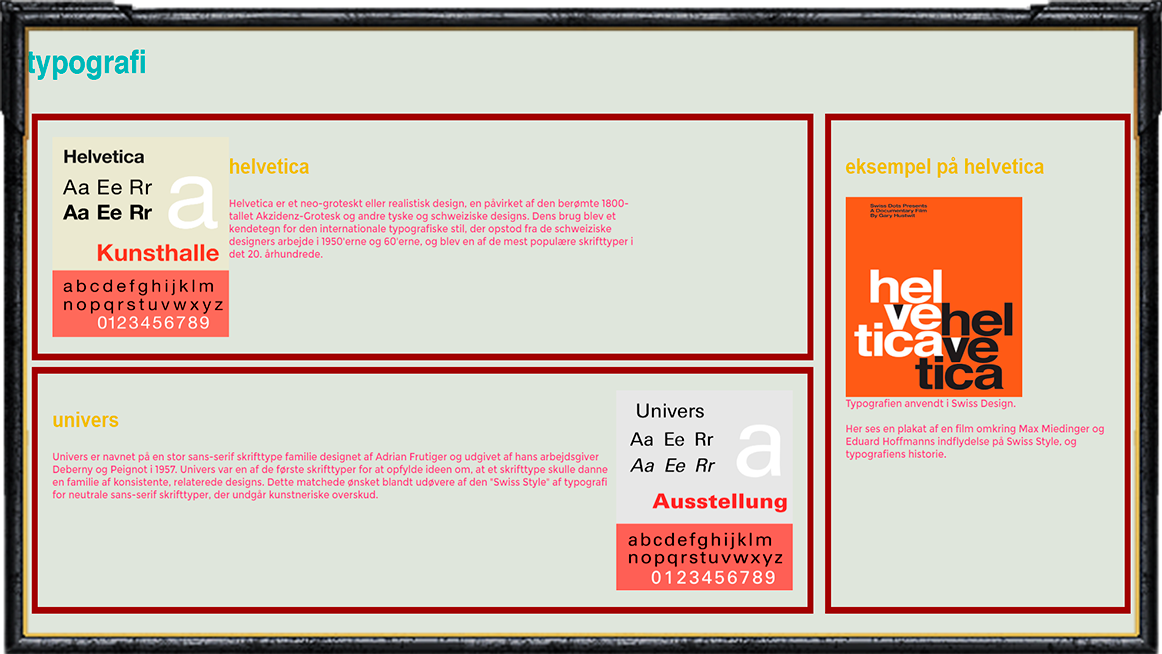 typografi
Helvetica
Aa Ee Rr
Aa Ee Rr
a
Kunsthalle
abcdefghijklm
nopqrstuvwxyz
0123456789
helvetica
Helvetica er et neo-groteskt eller realistisk design, en påvirket af den berømte 1800-
tallet Akzidenz-Grotesk og andre tyske og schweiziske designs. Dens brug blev et
kendetegn for den internationale typografiske stil, der opstod fra de schweiziske
designers arbejde i 1950'erne og 60'erne, og blev en af de mest populære skrifttyper i
det 20. århundrede.
univers
Univers er navnet på en stor sans-serif skrifttype familie designet af Adrian Frutiger og udgivet af hans arbejdsgiver
Deberny og Peignot i 1957. Univers var en af de første skrifttyper for at opfylde ideen om, at et skrifttype skulle danne
en familie af konsistente, relaterede designs. Dette matchede ønsket blandt udøvere af den "Swiss Style" af typografi
for neutrale sans-serif skrifttyper, der undgår kunstneriske overskud.
Univers
Aa Ee Rr
Aa Ee Rr
a
Ausstellung
abcdefghijklm
nopqrstuvwxyz
0123456789
eksempel på helvetica
Swiss Dots Presents
A Documentary Film
By Gary Hustwit
hel
ve
tica
hel
ve
tica
Typografien anvendt i Swiss Design.
Her ses en plakat af en film omkring Max Miedinger og
Eduard Hoffmanns indflydelse på Swiss Style, og
typografiens historie.